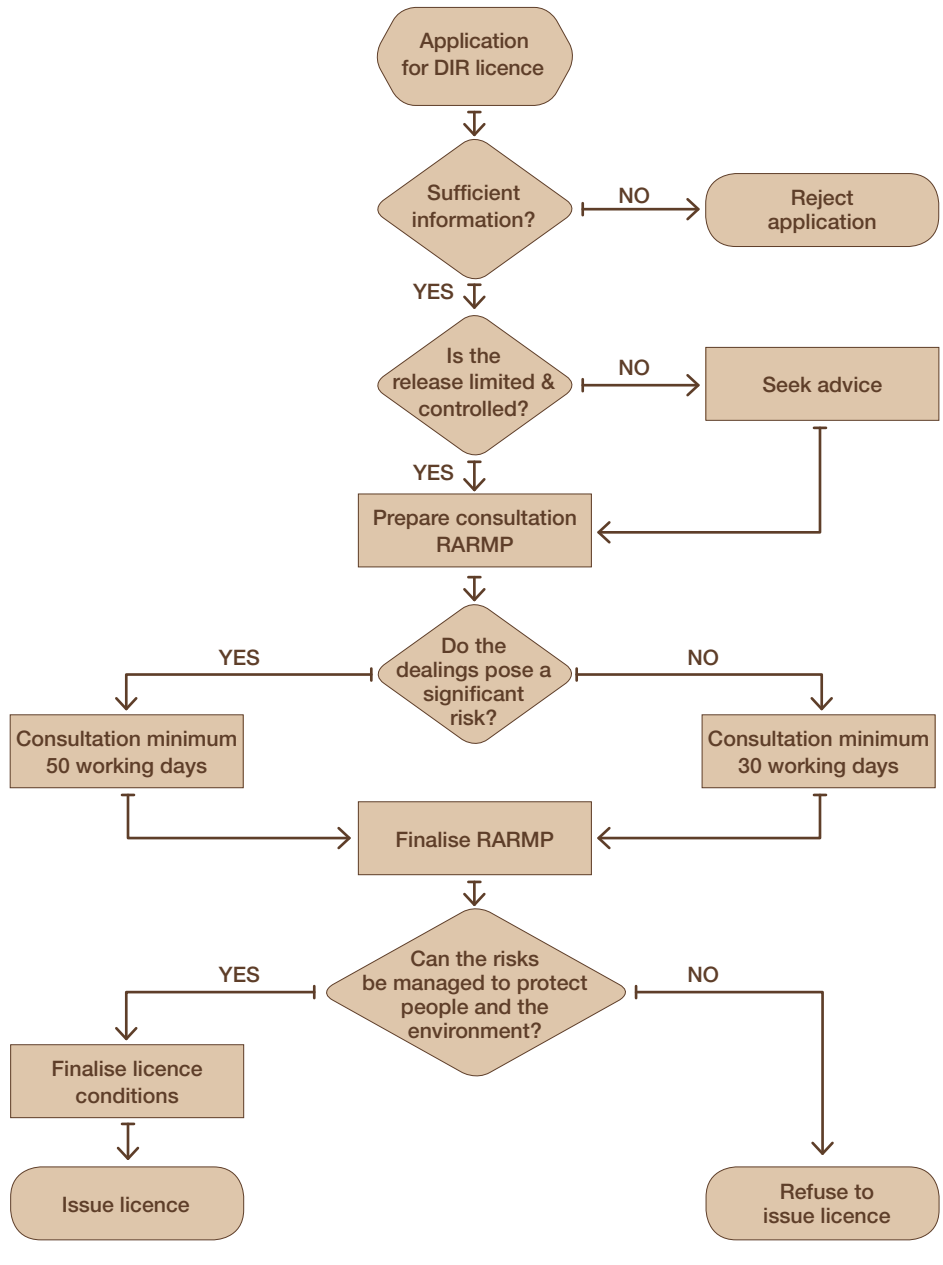 Application
for DIR licence
Sufficient
information?
NO
Reject
application
YES
Is the
release limited &
controlled?
NO
Seek advice
YES
Prepare consultation
RARMP
Do the
dealings pose a
significant
risk?
YES
NO
Consultation minimum
50 working days
Consultation minimum
30 working days
Finalise RARMP
Can the risks
be managed to protect
people and the
environment?
YES
NO
Finalise licence
conditions
Issue licence
Refuse to
issue licence